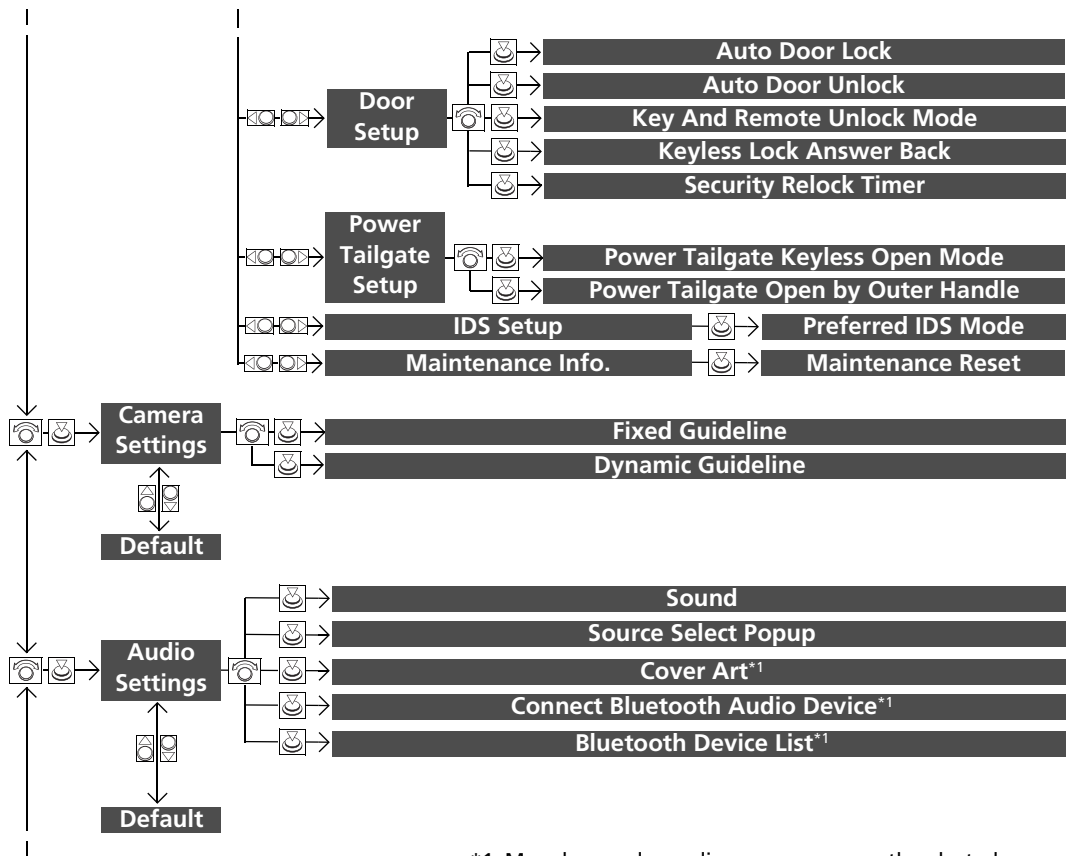 Door
Setup
Auto Door Lock
Auto Door Unlock
Key And Remote Unlock Mode
Keyless Lock Answer Back
Security Relock Timer
Power
Tailgate
Setup
Power Tailgate Keyless Open Mode
Power Tailgate Open by Outer Handle
IDS Setup
Preferred IDS Mode
Maintenance Info.
Maintenance Reset
Camera
Settings
Fixed Guideline
Dynamic Guideline
Default
Audio
Settings
Sound
Source Select Popup
Cover Art*1
Connect Bluetooth Audio Device*1
Bluetooth Device List*1
Default